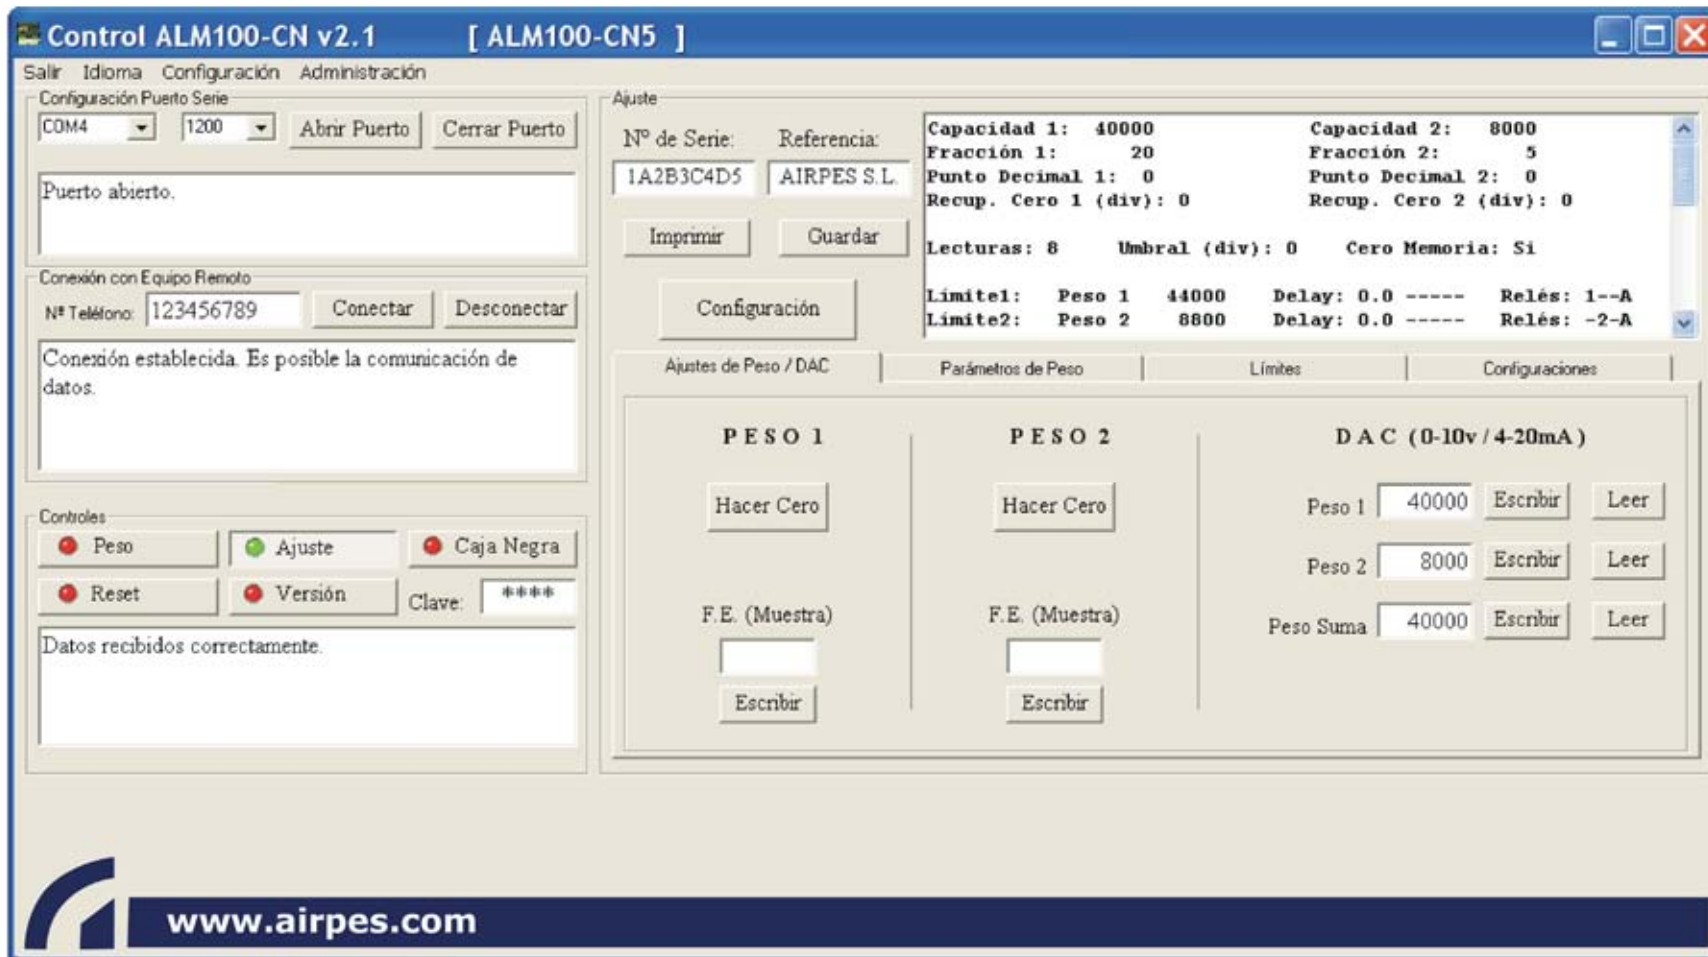 Control ALM100-CN v2.1 [ ALM100-CN5 ]
Salir Idioma Configuración Administración
Configuración Puerto Serie
COM4 1200 Abrir Puerto Cerrar Puerto
Puerto abierto.
Conexión con Equipo Remoto
Nº Teléfono: 123456789 Conectar Desconectar
Conexión establecida. Es posible la comunicación de
datos.
Controles
Peso Ajuste Caja Negra
Reset Versión Clave: ****
Datos recibidos correctamente.
Ajuste
Nº de Serie: Referencia:
1A2B3C4D5 AIRPES S.L.
Imprimir Guardar
Configuración
Capacidad 1: 40000 Capacidad 2: 8000
Fracción 1: 20 Fracción 2: 5
Punto Decimal 1: 0 Punto Decimal 2: 0
Recup. Cero 1 (div): 0 Recup. Cero 2 (div): 0
Lecturas: 8 Umbral (div): 0 Cero Memoria: Si
Límite1: Peso 1 44000 Delay: 0.0 ----- Relés: 1--A
Límite2: Peso 2 8800 Delay: 0.0 ----- Relés: -2-A
Ajustes de Peso / DAC Parámetros de Peso Límites Configuraciones
PESO 1 PESO 2 DAC (0-10v / 4-20mA)
Hacer Cero Hacer Cero Peso 1 40000 Escribir Leer
Peso 2 8000 Escribir Leer
F.E. (Muestra) F.E. (Muestra) Peso Suma 40000 Escribir Leer
Escribir Escribir
www.airpes.com